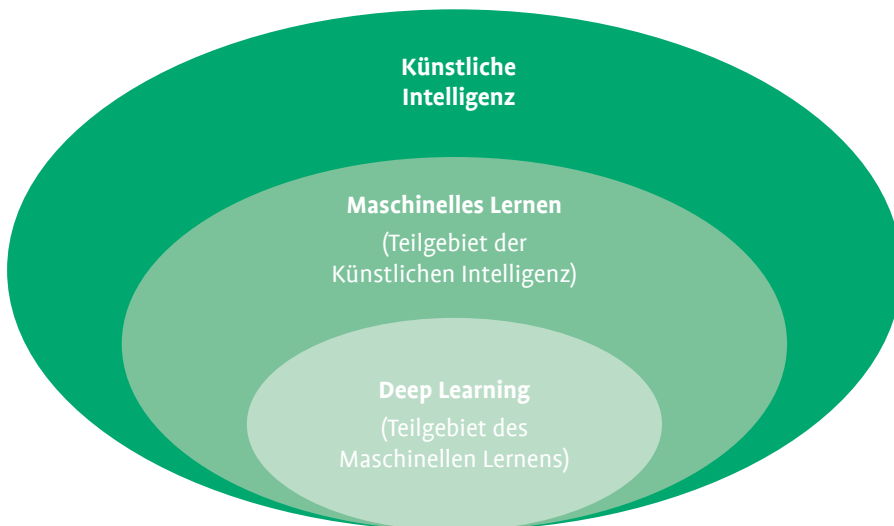 Künstliche
Intelligenz
Maschinelles Lernen
(Teilgebiet der
Künstlichen Intelligenz)
Deep Learning
(Teilgebiet des
Maschinellen Lernens)